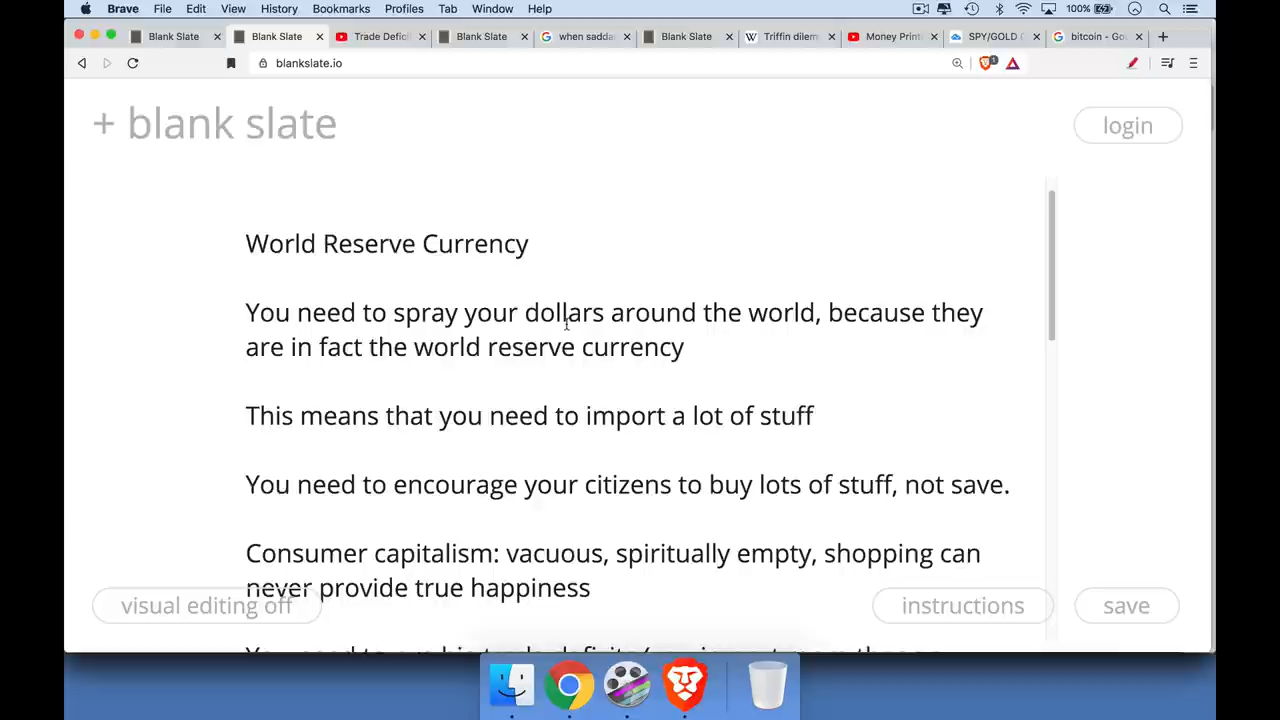 Brave File Edit View History Bookmarks Profiles Tab Window Help 100%
Blank Slate Blank Slate Trade Defici Blank Slate when sadda Blank Slate Triffin dilem Money Print SPY/GOLD bitcoin - Go
blankslate.io
+ blank slate
login
World Reserve Currency
You need to spray your dollars around the world, because they
are in fact the world reserve currency
This means that you need to import a lot of stuff
You need to encourage your citizens to buy lots of stuff, not save.
Consumer capitalism: vacuous, spiritually empty, shopping can
never provide true happiness
visual editing off
instructions
save